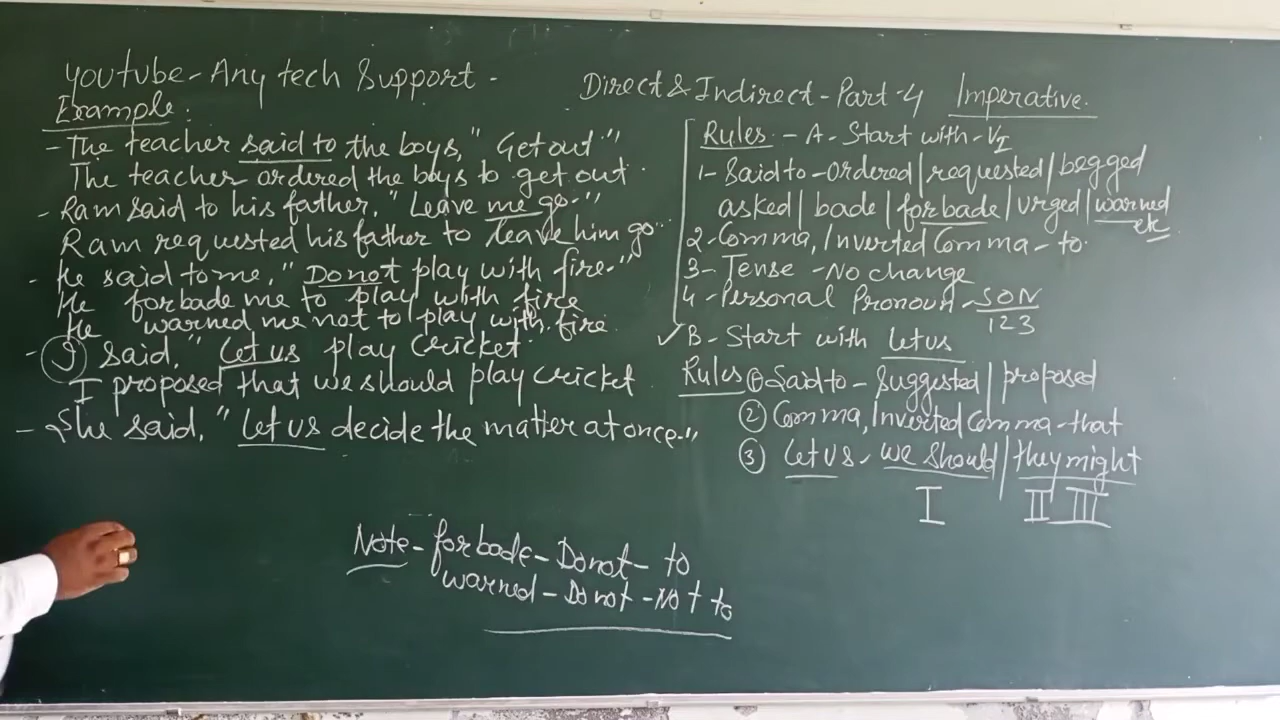 Youtube - Any tech Support -
Example:
- The teacher said to the boys, "Get out."
The teacher ordered the boys to get out.
- Ram said to his father, "Leave me go."
Ram requested his father to leave him go.
- He said to me, "Do not play with fire."
He forbade me to play with fire
He warned me not to play with fire.
- I said, "Let us play cricket.
I proposed that we should play cricket.
- She said, "Let us decide the matter at once."
Direct & Indirect - Part-4 Imperative.
Rules - A - Start with - V1
1- Said to - Ordered | requested | begged
asked | bade | forbade | urged | warned
etc
2- Comma, Inverted Comma - to
3- Tense - No change
4- Personal Pronoun - SON
123
✓ B - Start with Let us
Rules ① Said to - Suggested | proposed
② Comma, Inverted Comma - that
③ Let us - we should | they might
I II III
Note - forbade - Do not - to
warned - Do not - Not to